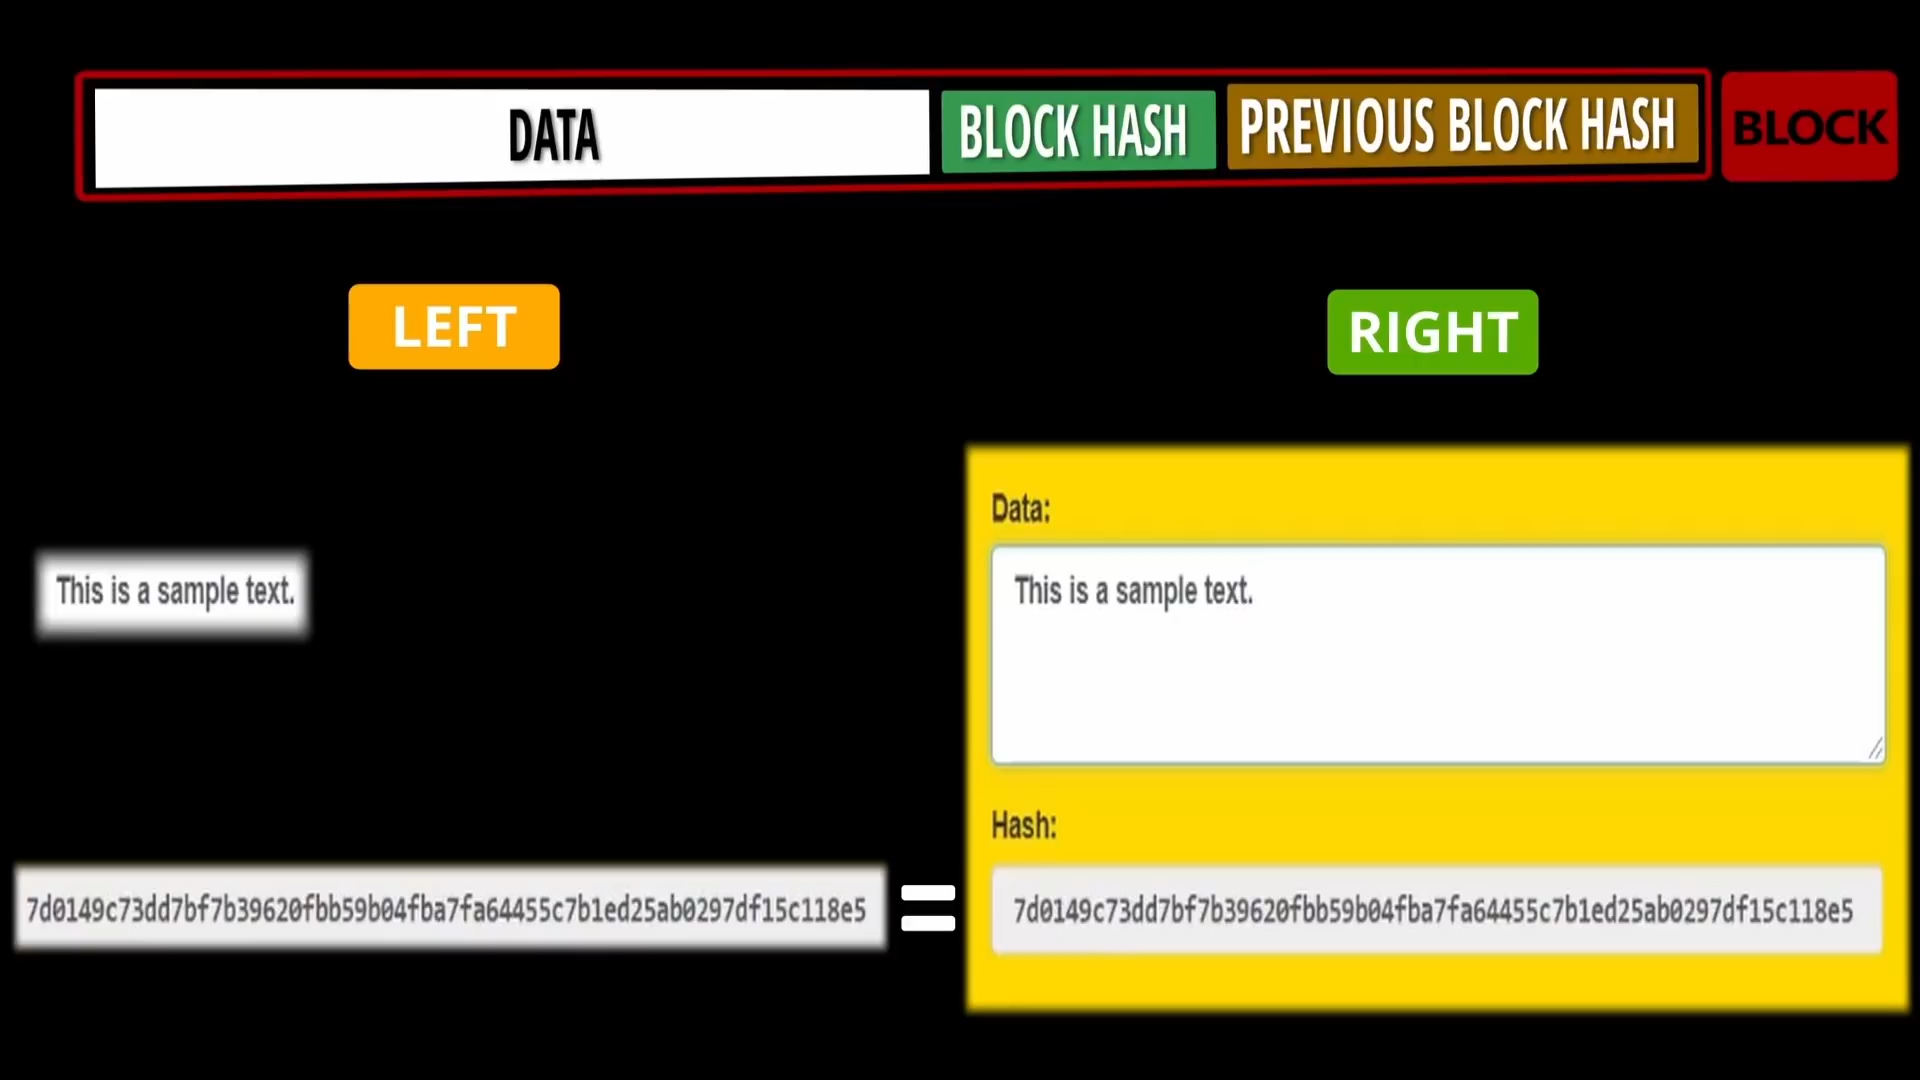 DATA BLOCK HASH PREVIOUS BLOCK HASH BLOCK
LEFT
RIGHT
This is a sample text.
7d0149c73dd7bf7b39620fbb59b04fba7fa64455c7b1ed25ab0297df15c118e5
=
Data:
This is a sample text.
Hash:
7d0149c73dd7bf7b39620fbb59b04fba7fa64455c7b1ed25ab0297df15c118e5